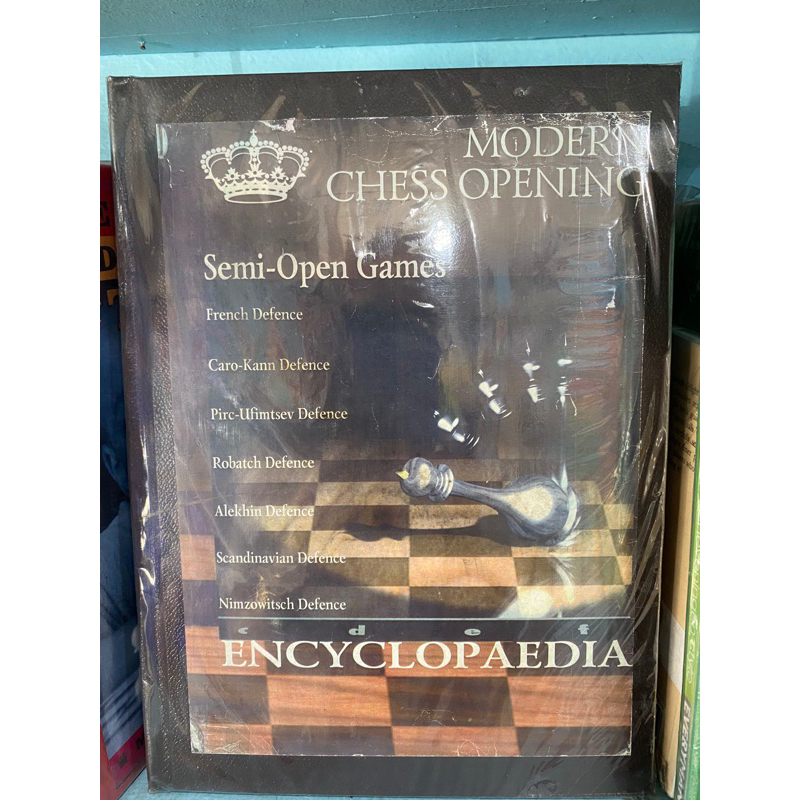 MODERN
CHESS OPENING
Semi-Open Games
French Defence
Caro-Kann Defence
Pirc-Ufimtsev Defence
Robatch Defence
Alekhin Defence
Scandinavian Defence
Nimzowitsch Defence
c d e f
ENCYCLOPAEDIA